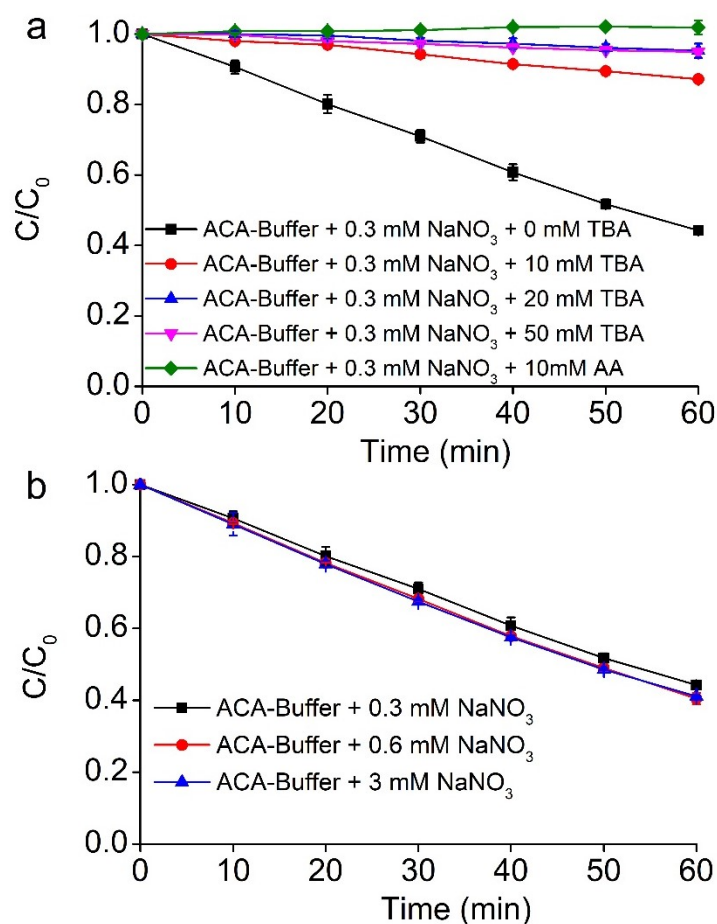 a
1.0
0.8
0.6
0.4
0.2
0.0
C/C₀
ACA-Buffer + 0.3 mM NaNO₃ + 0 mM TBA
ACA-Buffer + 0.3 mM NaNO₃ + 10 mM TBA
ACA-Buffer + 0.3 mM NaNO₃ + 20 mM TBA
ACA-Buffer + 0.3 mM NaNO₃ + 50 mM TBA
ACA-Buffer + 0.3 mM NaNO₃ + 10mM AA
0 10 20 30 40 50 60
Time (min)
b
1.0
0.8
0.6
0.4
0.2
0.0
C/C₀
ACA-Buffer + 0.3 mM NaNO₃
ACA-Buffer + 0.6 mM NaNO₃
ACA-Buffer + 3 mM NaNO₃
0 10 20 30 40 50 60
Time (min)